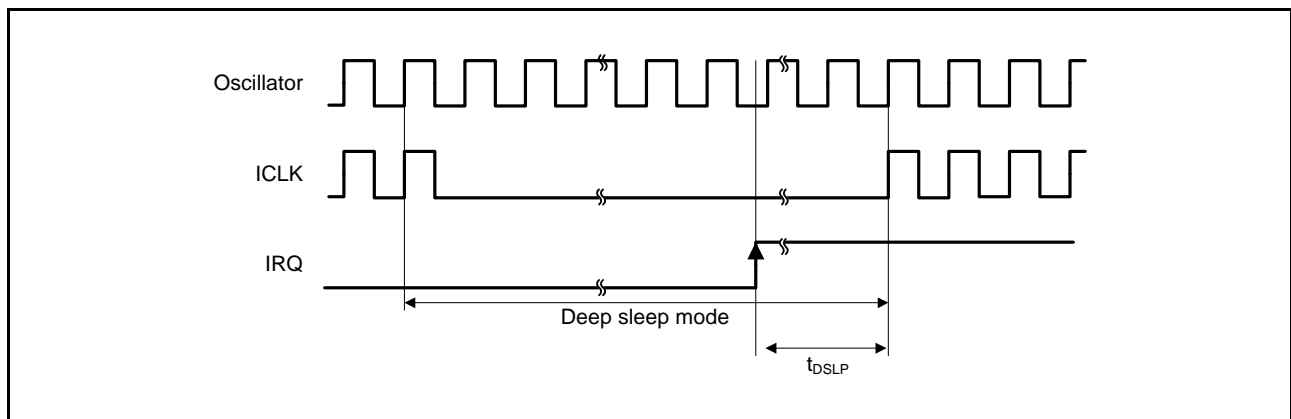 Oscillator
ICLK
IRQ
Deep sleep mode
tDSLP